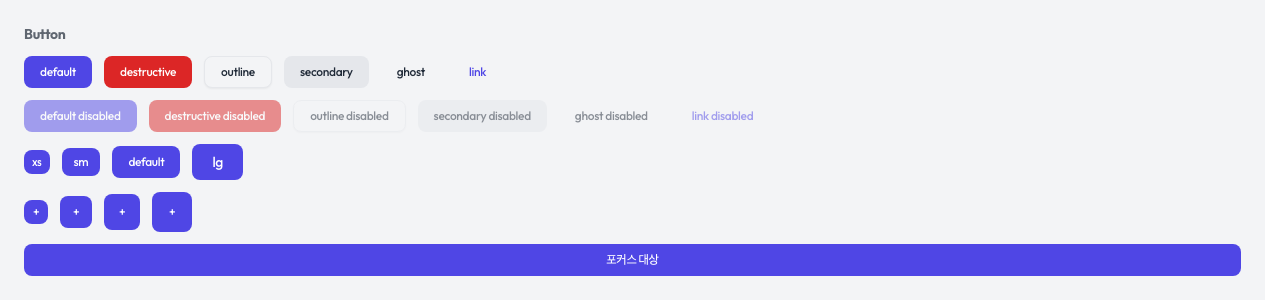 Button
default destructive outline secondary ghost link
default disabled destructive disabled outline disabled secondary disabled ghost disabled link disabled
xs sm default lg
+ + + +
포커스 대상